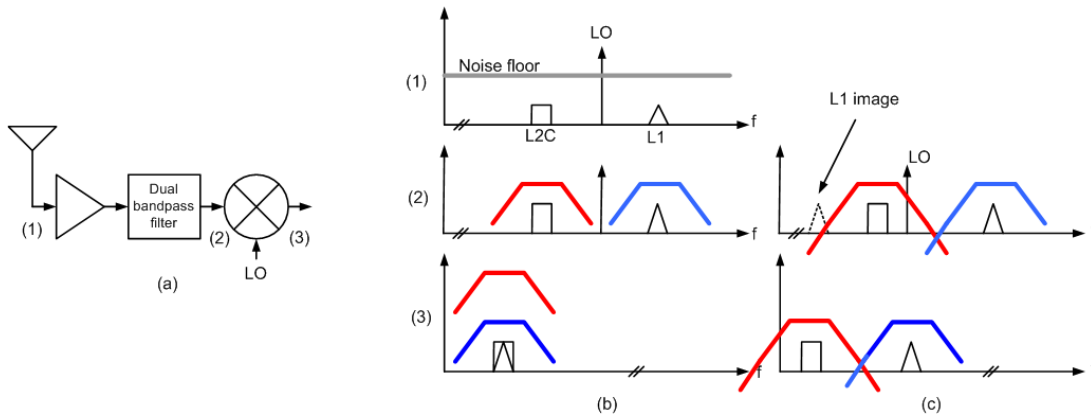 (1)
Dual
bandpass
filter
(2)
(3)
LO
(a)
LO
Noise floor
(1)
f
L2C
L1
L1 image
(2)
f
LO
(3)
f
(b)
(c)